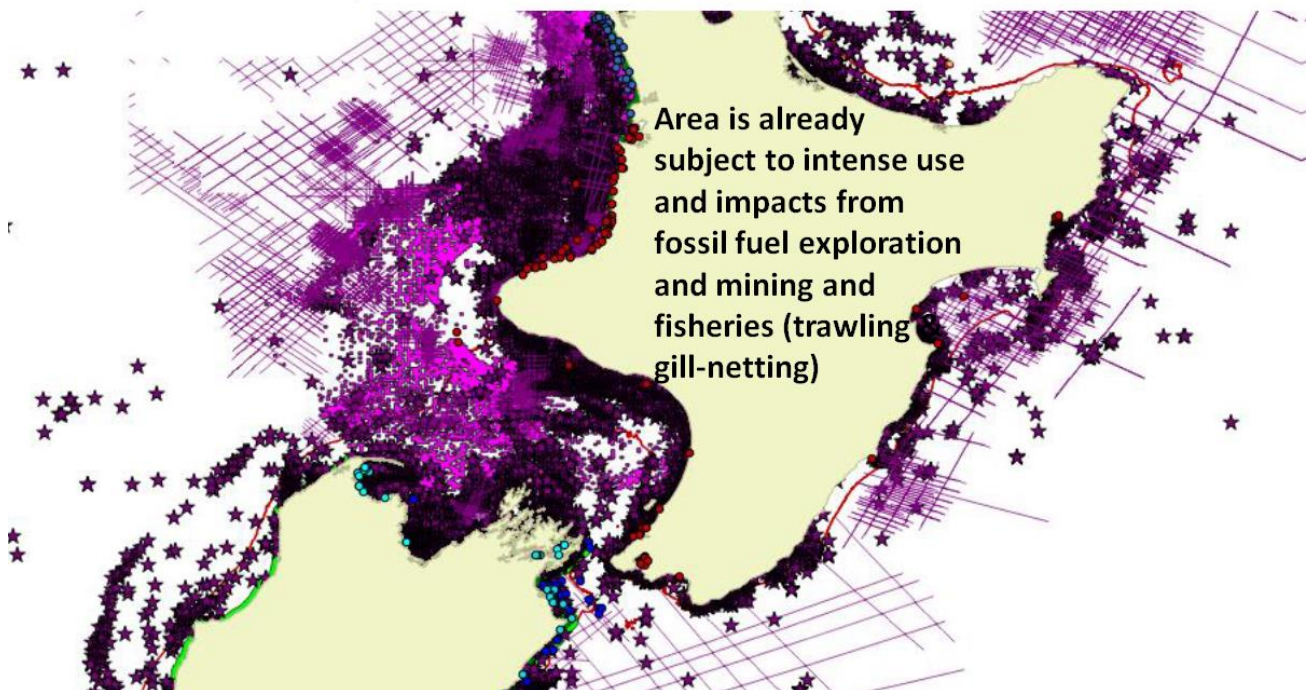 Area is already
subject to intense use
and impacts from
fossil fuel exploration
and mining and
fisheries (trawling
gill-netting)